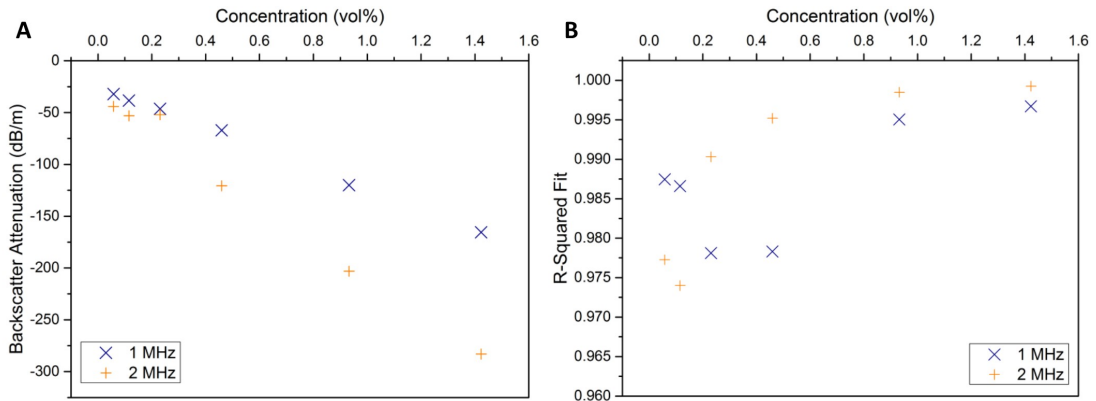 A
Concentration (vol%)
0.0 0.2 0.4 0.6 0.8 1.0 1.2 1.4 1.6
Backscatter Attenuation (dB/m)
0
-50
-100
-150
-200
-250
-300
1 MHz
2 MHz
B
Concentration (vol%)
0.0 0.2 0.4 0.6 0.8 1.0 1.2 1.4 1.6
R-Squared Fit
1.000
0.995
0.990
0.985
0.980
0.975
0.970
0.965
0.960
1 MHz
2 MHz